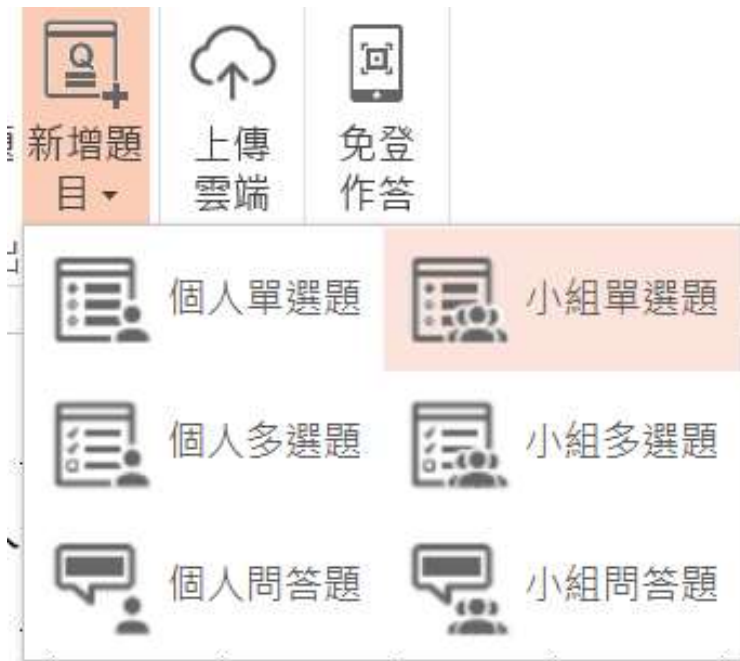 新增題
目
上傳
雲端
免登
作答
個人單選題
小組單選題
個人多選題
小組多選題
個人問答題
小組問答題